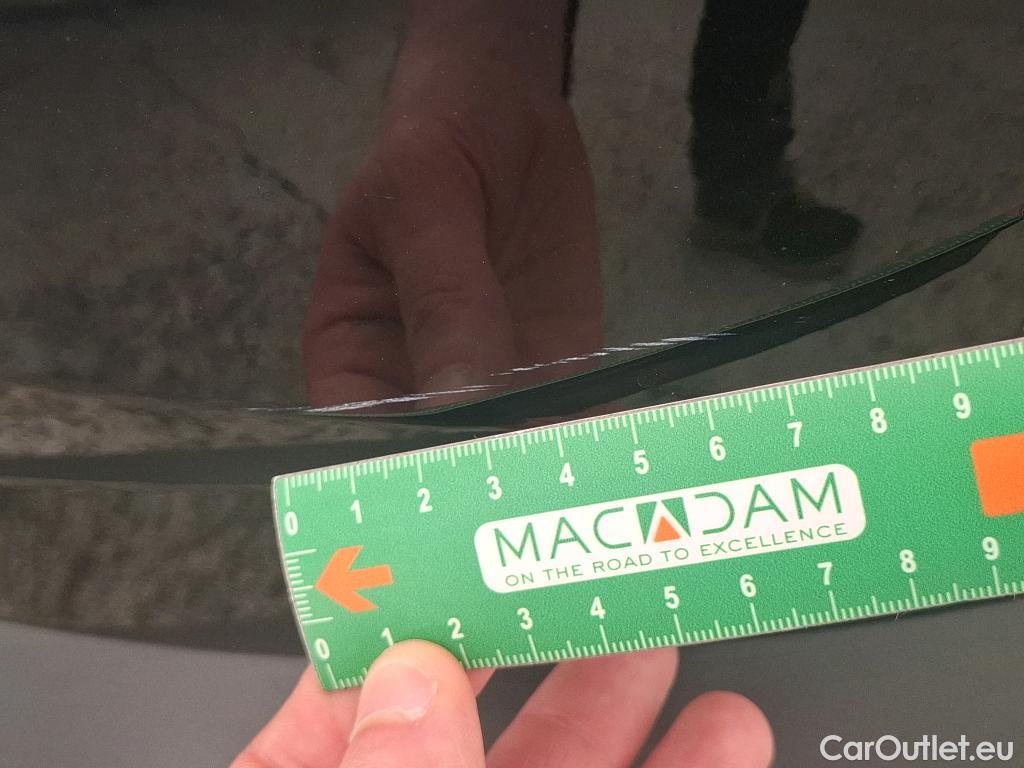 0 1 2 3 4 5 6 7 8 9
MACADAM
ON THE ROAD TO EXCELLENCE
0 1 2 3 4 5 6 7 8 9
CarOutlet.eu